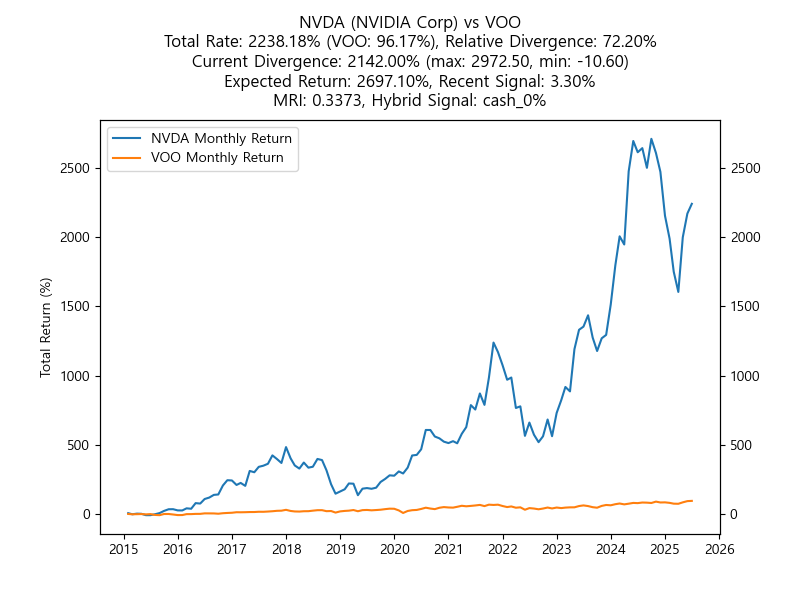 NVDA (NVIDIA Corp) vs VOO
Total Rate: 2238.18% (VOO: 96.17%), Relative Divergence: 72.20%
Current Divergence: 2142.00% (max: 2972.50, min: -10.60)
Expected Return: 2697.10%, Recent Signal: 3.30%
MRI: 0.3373, Hybrid Signal: cash_0%
NVDA Monthly Return
VOO Monthly Return
Total Return (%)
2500
2000
1500
1000
500
0
2500
2000
1500
1000
500
0
2015 2016 2017 2018 2019 2020 2021 2022 2023 2024 2025 2026